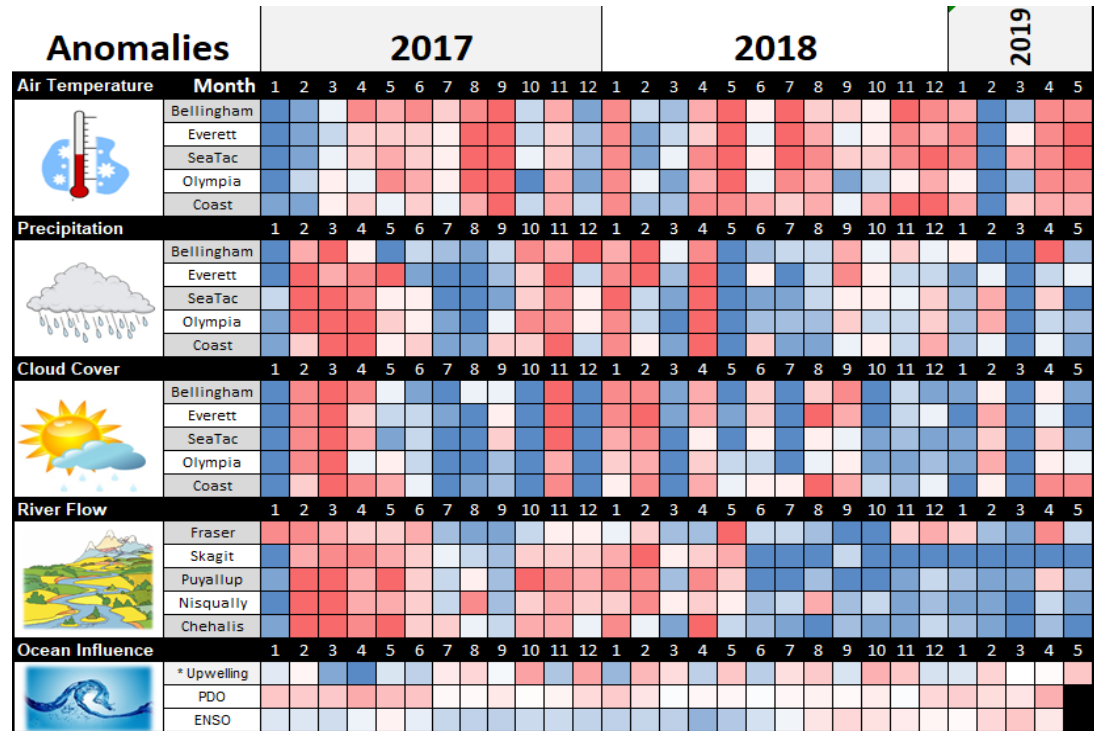 Anomalies 2017 2018 2019
Air Temperature Month 1 2 3 4 5 6 7 8 9 10 11 12 1 2 3 4 5 6 7 8 9 10 11 12 1 2 3 4 5
Bellingham
Everett
SeaTac
Olympia
Coast
Precipitation 1 2 3 4 5 6 7 8 9 10 11 12 1 2 3 4 5 6 7 8 9 10 11 12 1 2 3 4 5
Bellingham
Everett
SeaTac
Olympia
Coast
Cloud Cover 1 2 3 4 5 6 7 8 9 10 11 12 1 2 3 4 5 6 7 8 9 10 11 12 1 2 3 4 5
Bellingham
Everett
SeaTac
Olympia
Coast
River Flow 1 2 3 4 5 6 7 8 9 10 11 12 1 2 3 4 5 6 7 8 9 10 11 12 1 2 3 4 5
Fraser
Skagit
Puyallup
Nisqually
Chehalis
Ocean Influence 1 2 3 4 5 6 7 8 9 10 11 12 1 2 3 4 5 6 7 8 9 10 11 12 1 2 3 4 5
* Upwelling
PDO
ENSO